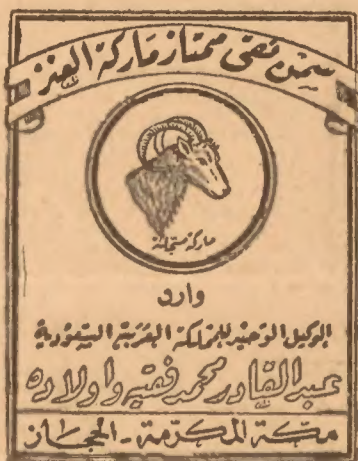 سمن نقي ممتاز ماركة العنز
ماركة مسجلة
وارد
الوكيل الوحيد للمملكة العربية السعودية
عبد القادر محمد فقيه واولاده
مكة المكرمة - الحجاز